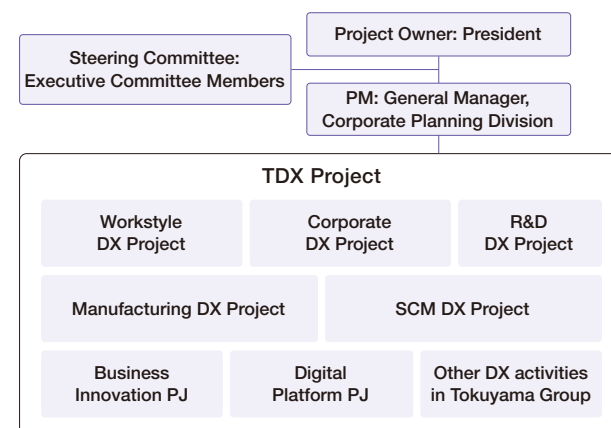 Project Owner: President
Steering Committee:
Executive Committee Members
PM: General Manager,
Corporate Planning Division
TDX Project
Workstyle
DX Project
Corporate
DX Project
R&D
DX Project
Manufacturing DX Project
SCM DX Project
Business
Innovation PJ
Digital
Platform PJ
Other DX activities
in Tokuyama Group